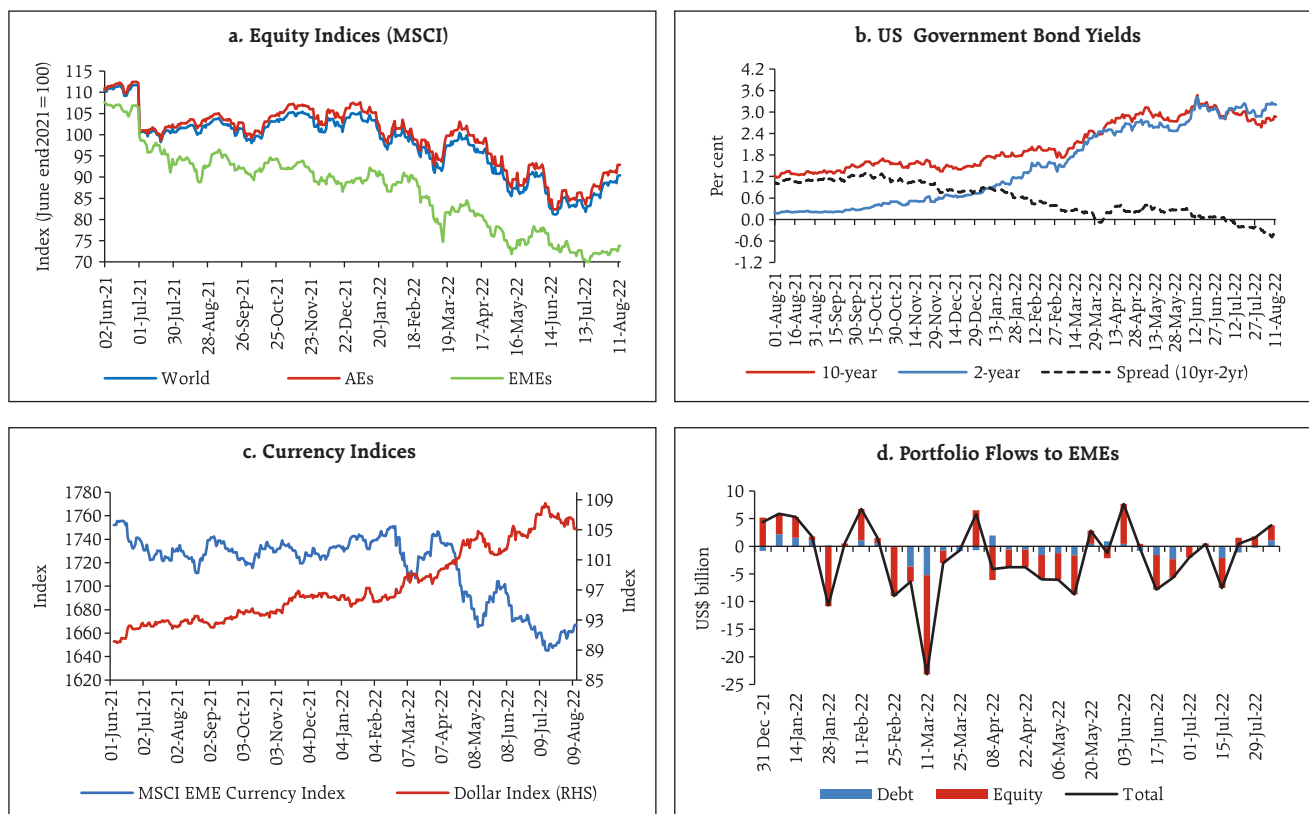 a. Equity Indices (MSCI)
Index (June end2021=100)
115
110
105
100
95
90
85
80
75
70
02-Jun-21
01-Jul-21
30-Jul-21
28-Aug-21
26-Sep-21
25-Oct-21
23-Nov-21
22-Dec-21
20-Jan-22
18-Feb-22
19-Mar-22
17-Apr-22
16-May-22
14-Jun-22
13-Jul-22
11-Aug-22
World AEs EMEs
b. US Government Bond Yields
Per cent
4.2
3.6
3.0
2.4
1.8
1.2
0.6
0.0
-0.6
-1.2
01-Aug-21
16-Aug-21
31-Aug-21
15-Sep-21
30-Sep-21
15-Oct-21
30-Oct-21
14-Nov-21
29-Nov-21
14-Dec-21
29-Dec-21
13-Jan-22
28-Jan-22
12-Feb-22
27-Feb-22
14-Mar-22
29-Mar-22
13-Apr-22
28-Apr-22
13-May-22
28-May-22
12-Jun-22
27-Jun-22
12-Jul-22
27-Jul-22
11-Aug-22
10-year 2-year Spread (10yr-2yr)
c. Currency Indices
Index
1780
1760
1740
1720
1700
1680
1660
1640
1620
109
105
101
97
93
89
85
Index
01-Jun-21
02-Jul-21
02-Aug-21
02-Sep-21
03-Oct-21
03-Nov-21
04-Dec-21
04-Jan-22
04-Feb-22
07-Mar-22
07-Apr-22
08-May-22
08-Jun-22
09-Jul-22
09-Aug-22
MSCI EME Currency Index Dollar Index (RHS)
d. Portfolio Flows to EMEs
US$ billion
10
5
0
-5
-10
-15
-20
-25
31 Dec -21
14-Jan-22
28-Jan-22
11-Feb-22
25-Feb-22
11-Mar-22
25-Mar-22
08-Apr-22
22-Apr-22
06-May-22
20-May-22
03-Jun-22
17-Jun-22
01-Jul-22
15-Jul-22
29-Jul-22
Debt Equity Total